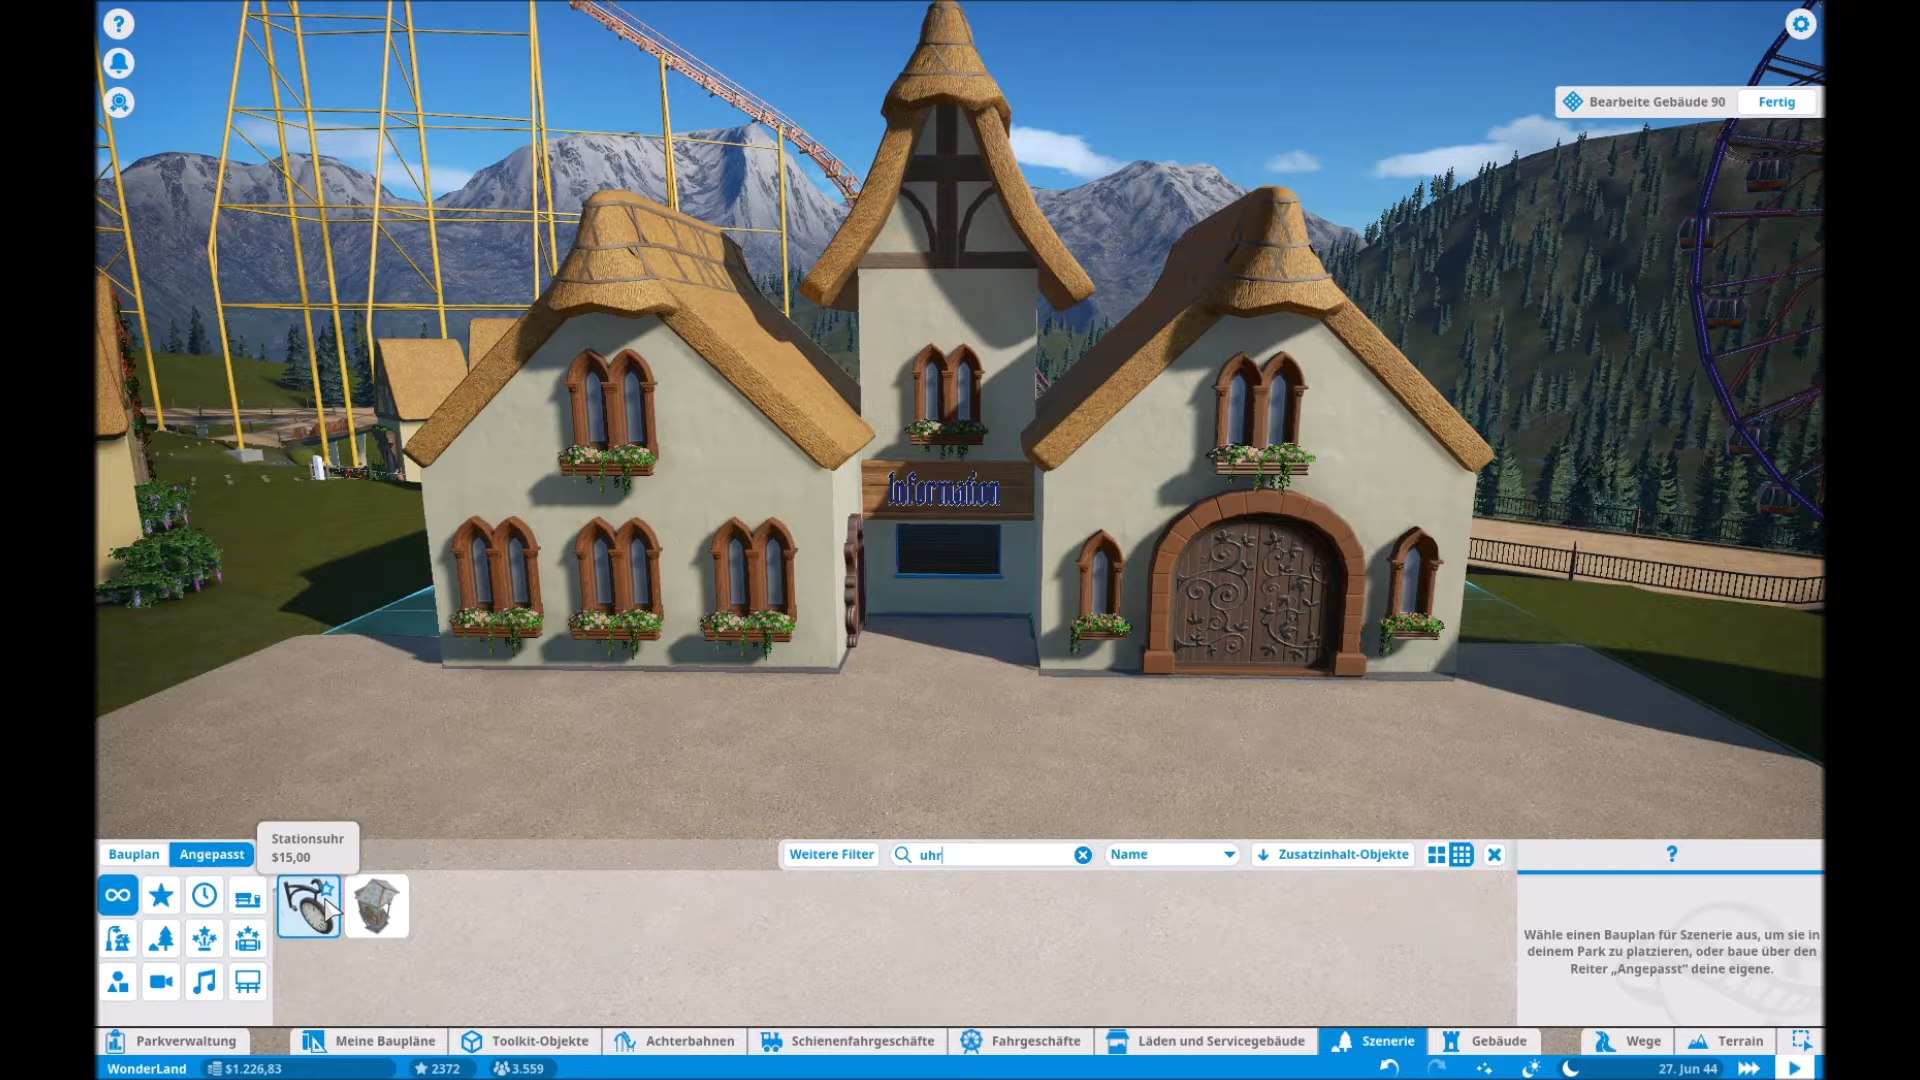 ?
Bearbeite Gebäude 90
Fertig
Information
Stationsuhr
$15,00
Bauplan
Angepasst
Weitere Filter
uhr
Name
Zusatzinhalt-Objekte
?
Wähle einen Bauplan für Szenerie aus, um sie in
deinem Park zu platzieren, oder baue über den
Reiter „Angepasst" deine eigene.
Parkverwaltung
Meine Baupläne
Toolkit-Objekte
Achterbahnen
Schienenfahrgeschäfte
Fahrgeschäfte
Läden und Servicegebäude
Szenerie
Gebäude
Wege
Terrain
WonderLand
$1.226,83
2372
3.559
27. Jun 44